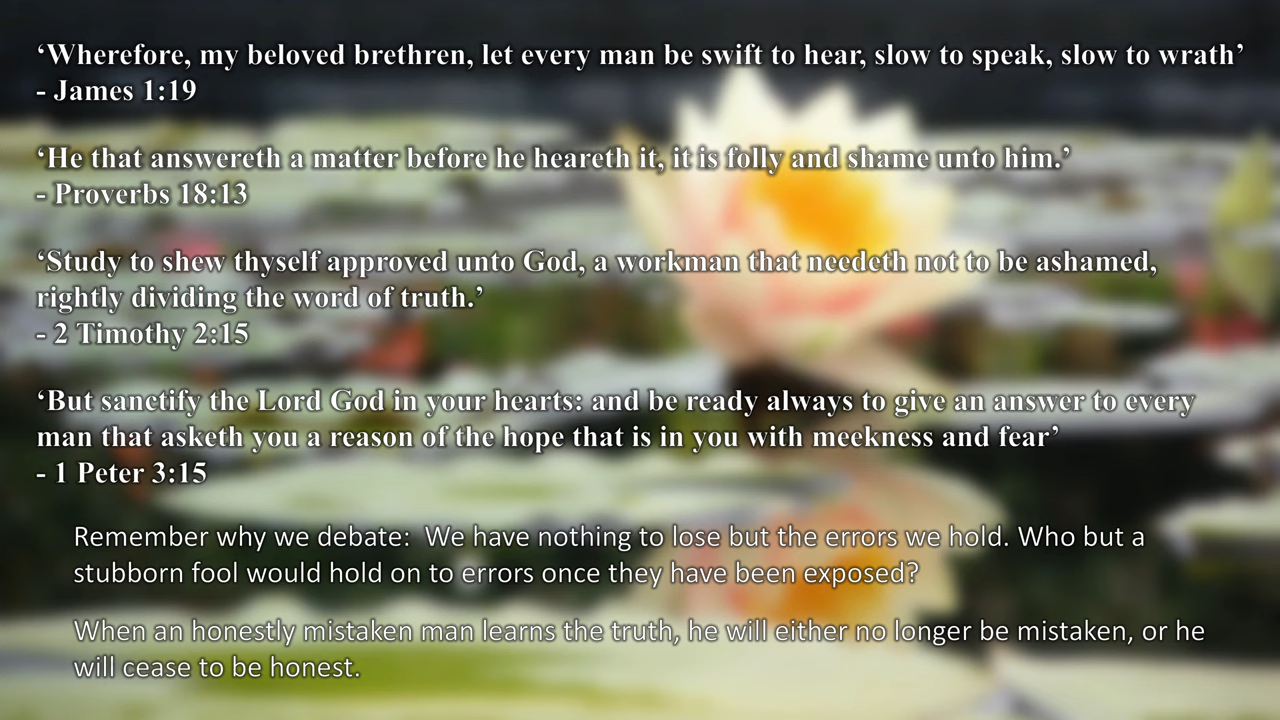 ‘Wherefore, my beloved brethren, let every man be swift to hear, slow to speak, slow to wrath’
- James 1:19
‘He that answereth a matter before he heareth it, it is folly and shame unto him.’
- Proverbs 18:13
‘Study to shew thyself approved unto God, a workman that needeth not to be ashamed,
rightly dividing the word of truth.’
- 2 Timothy 2:15
‘But sanctify the Lord God in your hearts: and be ready always to give an answer to every
man that asketh you a reason of the hope that is in you with meekness and fear’
- 1 Peter 3:15
Remember why we debate:  We have nothing to lose but the errors we hold. Who but a
stubborn fool would hold on to errors once they have been exposed?
When an honestly mistaken man learns the truth, he will either no longer be mistaken, or he
will cease to be honest.